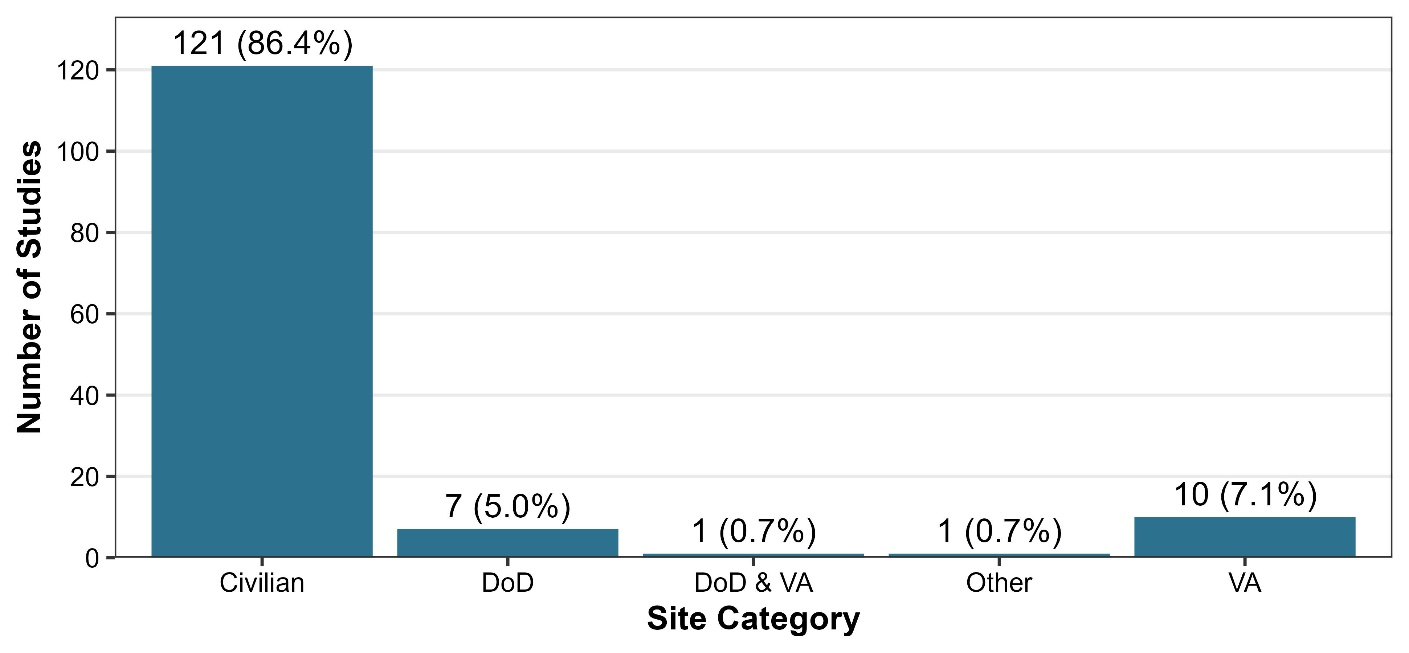 Number of Studies
120
100
80
60
40
20
0
121 (86.4%)
7 (5.0%)
1 (0.7%)
1 (0.7%)
10 (7.1%)
Civilian
DoD
DoD & VA
Other
VA
Site Category